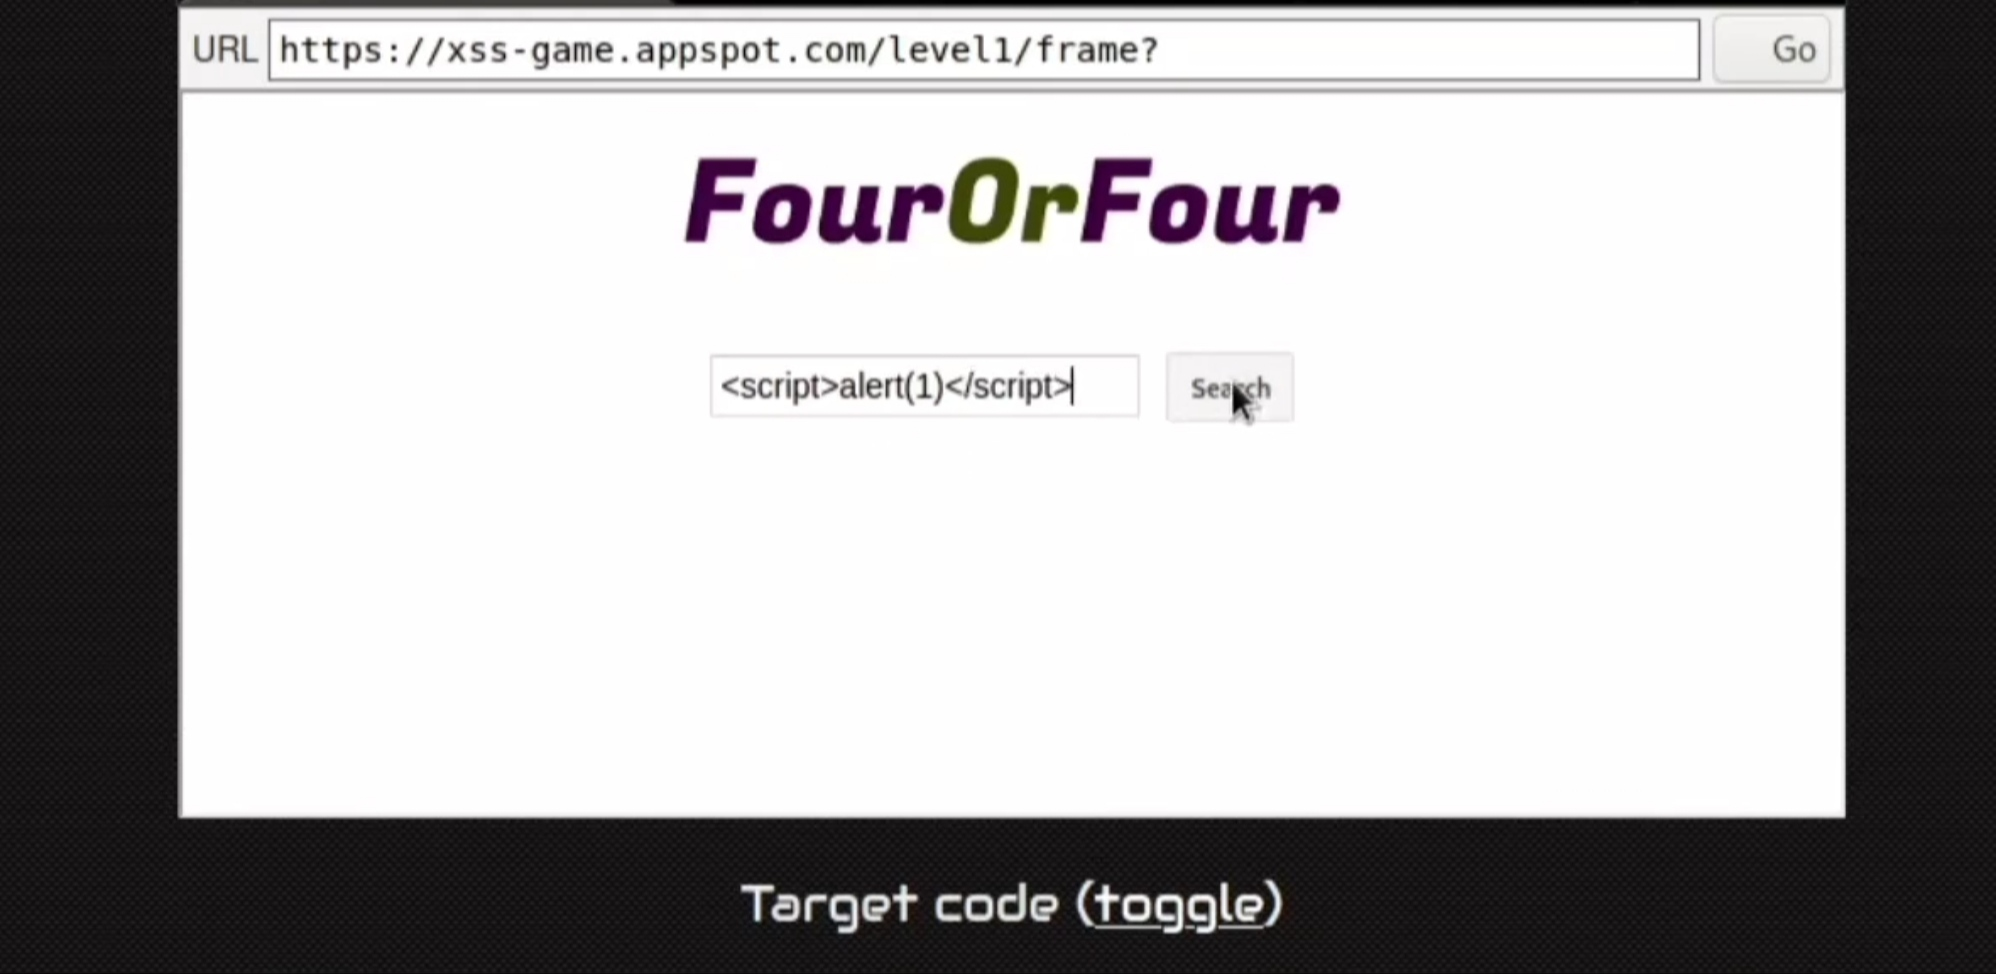 URL https://xss-game.appspot.com/level1/frame? Go
FourOrFour
<script>alert(1)</script> Search
Target code (toggle)